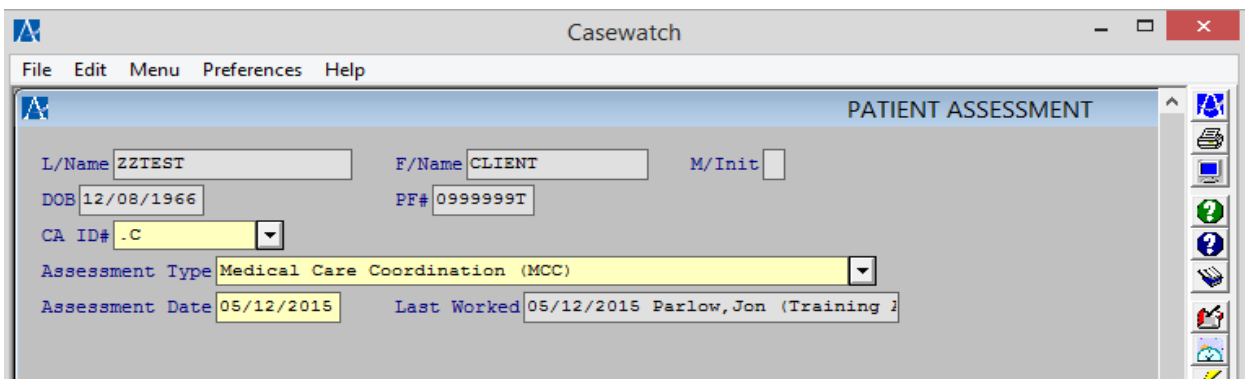 Casewatch
File Edit Menu Preferences Help
PATIENT ASSESSMENT
L/Name ZZTEST F/Name CLIENT M/Init
DOB 12/08/1966 PF# 0999999T
CA ID# .C
Assessment Type Medical Care Coordination (MCC)
Assessment Date 05/12/2015 Last Worked 05/12/2015 Parlow,Jon (Training